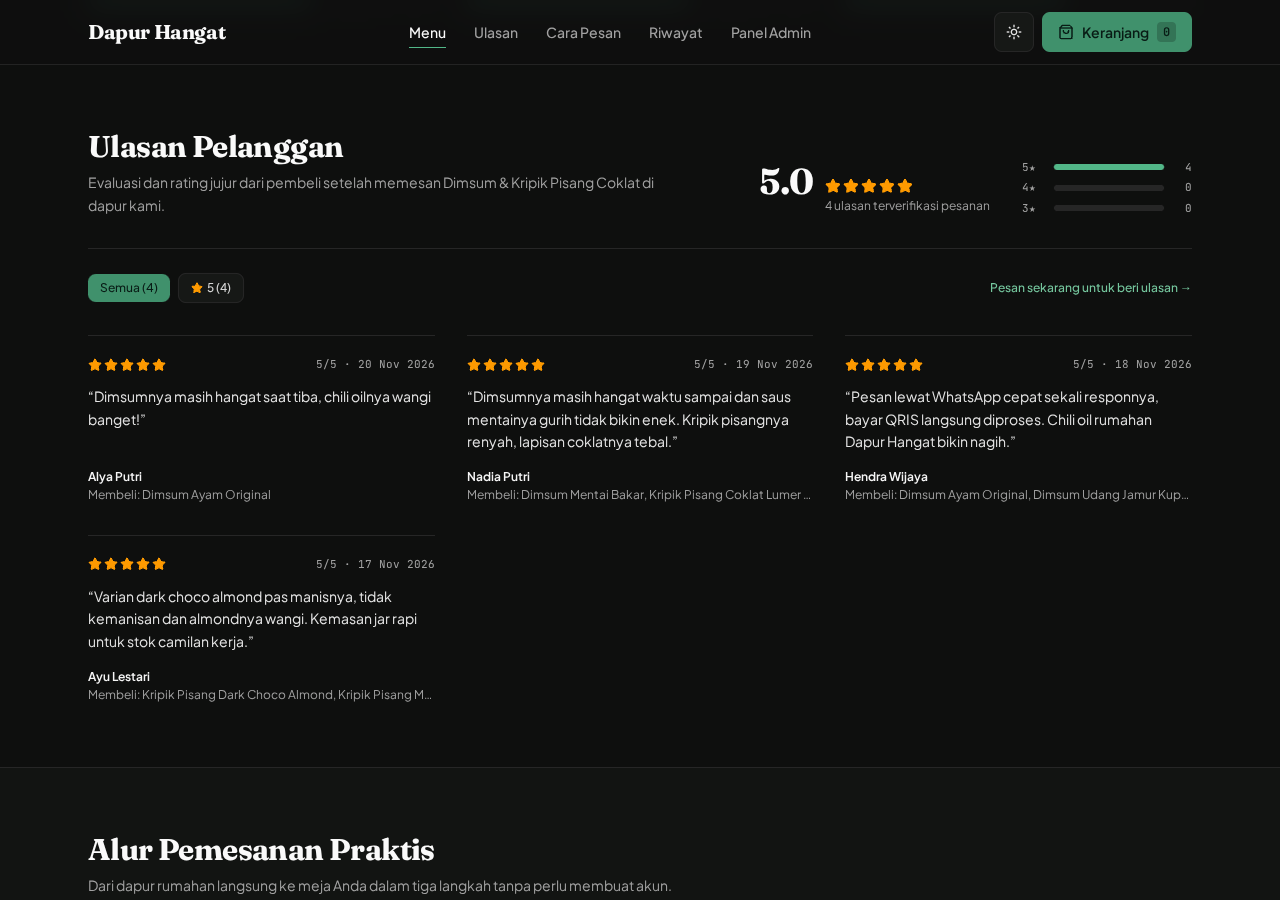 Dapur Hangat
Menu
Ulasan
Cara Pesan
Riwayat
Panel Admin
Keranjang 0
Ulasan Pelanggan
Evaluasi dan rating jujur dari pembeli setelah memesan Dimsum & Kripik Pisang Coklat di
dapur kami.
5.0
4 ulasan terverifikasi pesanan
5★ 4
4★ 0
3★ 0
Semua (4)
5 (4)
Pesan sekarang untuk beri ulasan →
5/5 · 20 Nov 2026
“Dimsumnya masih hangat saat tiba, chili oilnya wangi
banget!”
Alya Putri
Membeli: Dimsum Ayam Original
5/5 · 19 Nov 2026
“Dimsumnya masih hangat waktu sampai dan saus
mentainya gurih tidak bikin enek. Kripik pisangnya
renyah, lapisan coklatnya tebal.”
Nadia Putri
Membeli: Dimsum Mentai Bakar, Kripik Pisang Coklat Lumer ...
5/5 · 18 Nov 2026
“Pesan lewat WhatsApp cepat sekali responnya,
bayar QRIS langsung diproses. Chili oil rumahan
Dapur Hangat bikin nagih.”
Hendra Wijaya
Membeli: Dimsum Ayam Original, Dimsum Udang Jamur Kup...
5/5 · 17 Nov 2026
“Varian dark choco almond pas manisnya, tidak
kemanisan dan almondnya wangi. Kemasan jar rapi
untuk stok camilan kerja.”
Ayu Lestari
Membeli: Kripik Pisang Dark Choco Almond, Kripik Pisang M...
Alur Pemesanan Praktis
Dari dapur rumahan langsung ke meja Anda dalam tiga langkah tanpa perlu membuat akun.